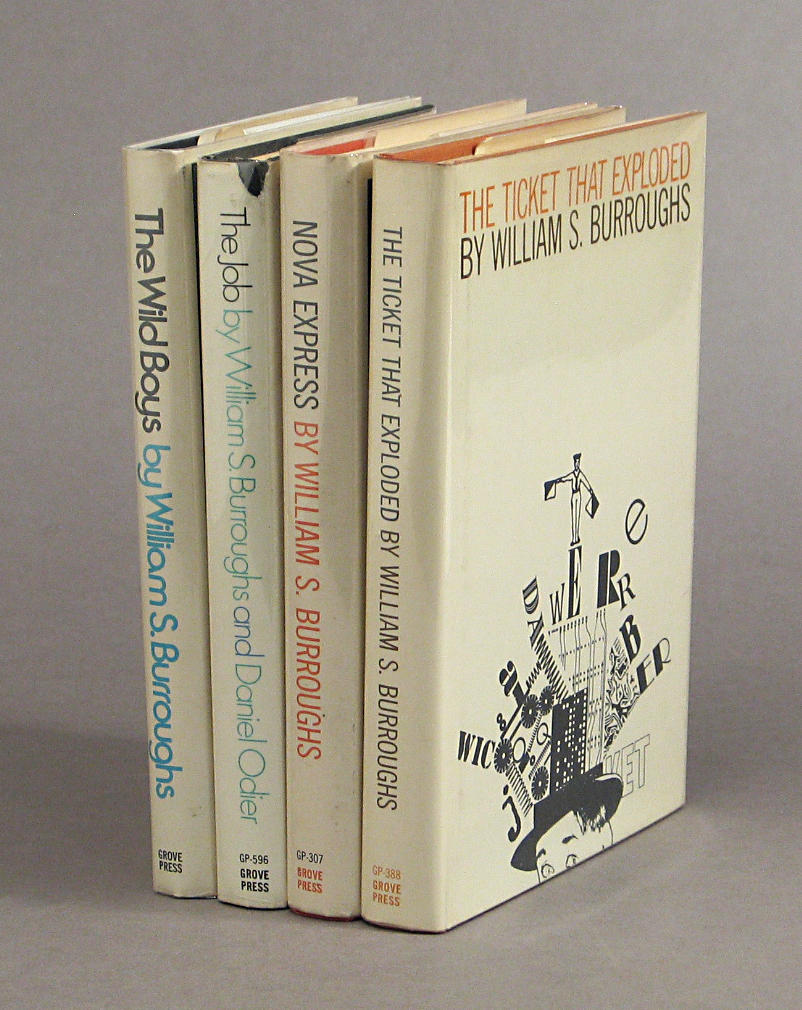 The Wild Boys by William S. Burroughs
GROVE
PRESS
The Job by William S. Burroughs and Daniel Odier
GP-596
GROVE
PRESS
NOVA EXPRESS BY WILLIAM S. BURROUGHS
GP-307
GROVE
PRESS
THE TICKET THAT EXPLODED BY WILLIAM S. BURROUGHS
GP-388
GROVE
PRESS
THE TICKET THAT EXPLODED
BY WILLIAM S. BURROUGHS